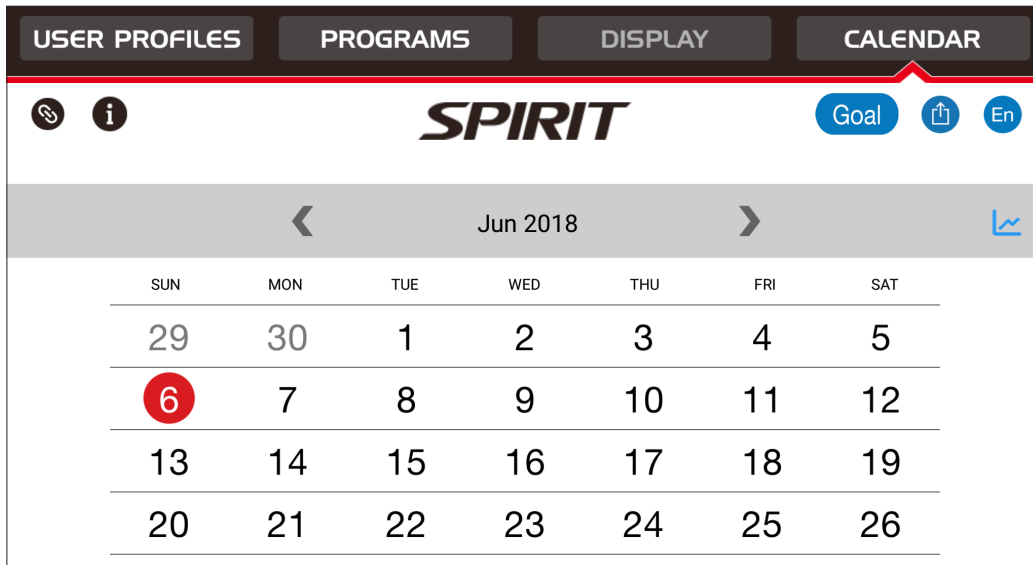 USER PROFILES PROGRAMS DISPLAY CALENDAR
i SPIRIT Goal En
Jun 2018
SUN MON TUE WED THU FRI SAT
29 30 1 2 3 4 5
6 7 8 9 10 11 12
13 14 15 16 17 18 19
20 21 22 23 24 25 26